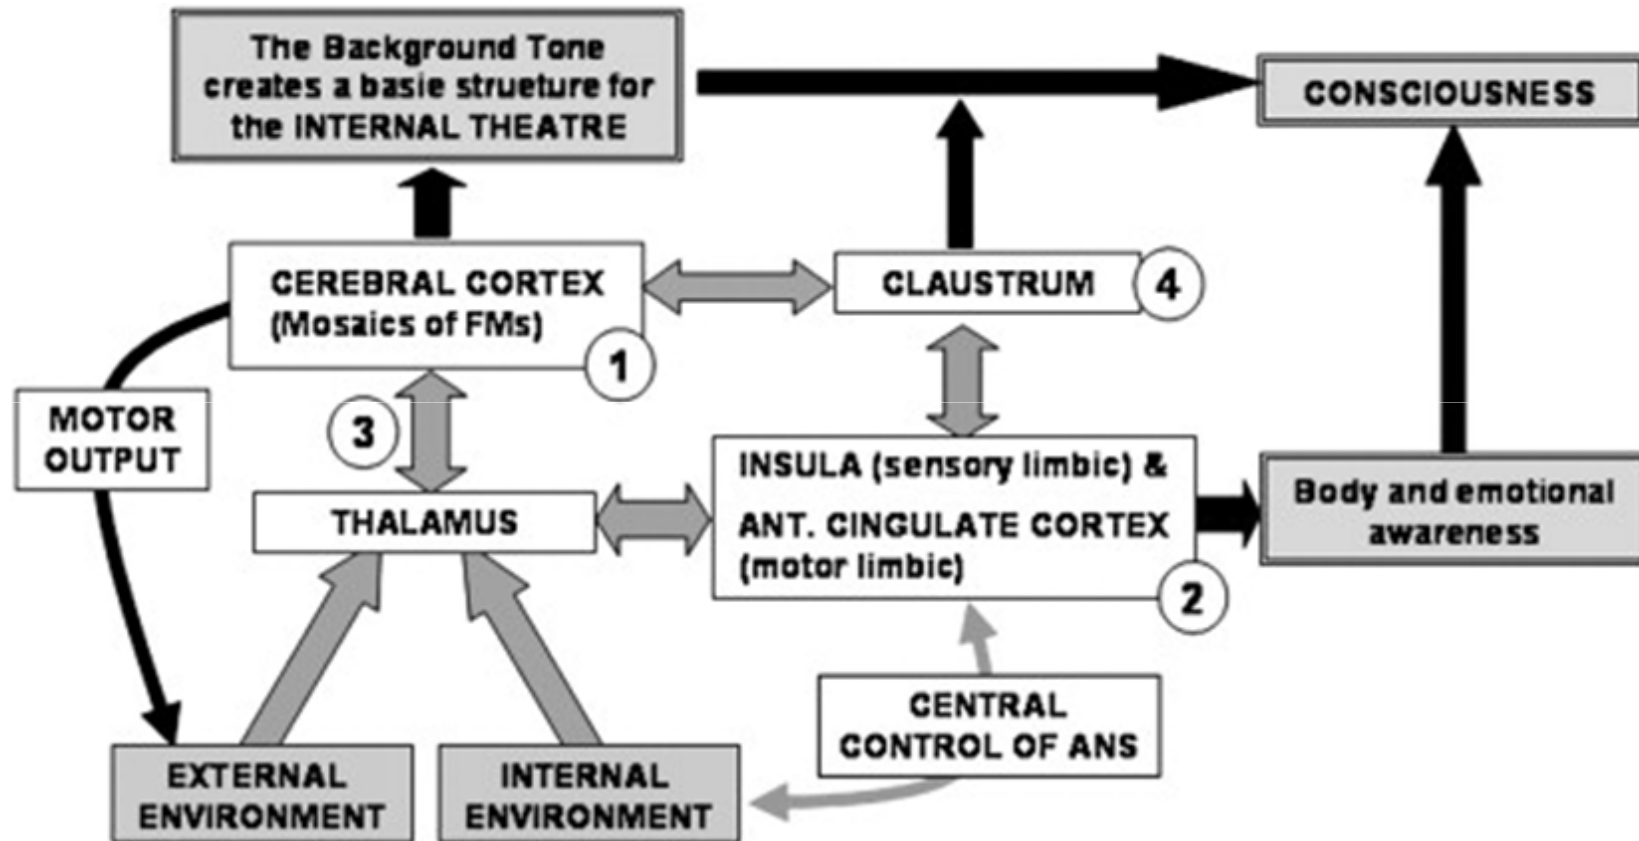 The Background Tone
creates a basie strueture for
the INTERNAL THEATRE
CONSCIOUSNESS
CEREBRAL CORTEX
(Mosaics of FMs)
1
CLAUSTRUM
4
MOTOR
OUTPUT
3
THALAMUS
INSULA (sensory limbic) &
ANT. CINGULATE CORTEX
(motor limbic)
2
Body and emotional
awareness
CENTRAL
CONTROL OF ANS
EXTERNAL
ENVIRONMENT
INTERNAL
ENVIRONMENT